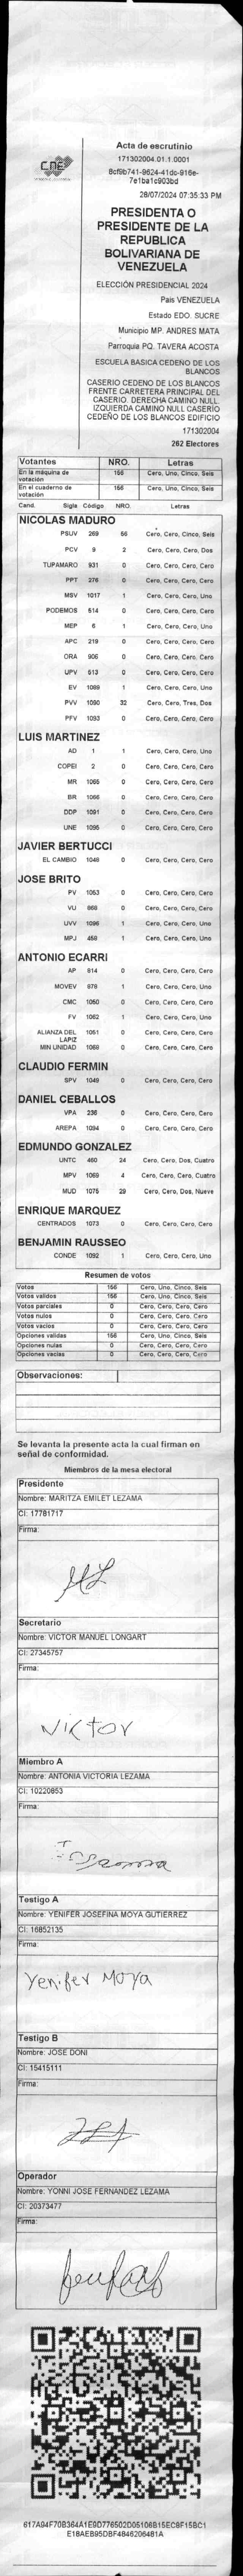 CNE
Acta de escrutinio
171302004.01.1.0001
8cf9b741-9624-41dc-916e-
7e1ba1c903bd
28/07/2024 07:35:33 PM
PRESIDENTA O
PRESIDENTE DE LA
REPUBLICA
BOLIVARIANA DE
VENEZUELA
ELECCIÓN PRESIDENCIAL 2024
Pais VENEZUELA
Estado EDO. SUCRE
Municipio MP. ANDRES MATA
Parroquia PQ. TAVERA ACOSTA
ESCUELA BASICA CEDEÑO DE LOS
BLANCOS
CASERIO CEDEÑO DE LOS BLANCOS
FRENTE CARRETERA PRINCIPAL DEL
CASERIO. DERECHA CAMINO NULL.
IZQUIERDA CAMINO NULL CASERÍO
CEDEÑO DE LOS BLANCOS EDIFICIO
171302004
262 Electores
Votantes NRO. Letras
En la máquina de votación 156 Cero, Uno, Cinco, Seis
En el cuaderno de votación 156 Cero, Uno, Cinco, Seis
Cand. Sigla Código NRO. Letras
NICOLAS MADURO
PSUV 269 56 Cero, Cero, Cinco, Seis
PCV 9 2 Cero, Cero, Cero, Dos
TUPAMARO 931 0 Cero, Cero, Cero, Cero
PPT 276 0 Cero, Cero, Cero, Cero
MSV 1017 1 Cero, Cero, Cero, Uno
PODEMOS 514 0 Cero, Cero, Cero, Cero
MEP 6 1 Cero, Cero, Cero, Uno
APC 219 0 Cero, Cero, Cero, Cero
ORA 906 0 Cero, Cero, Cero, Cero
UPV 513 0 Cero, Cero, Cero, Cero
EV 1089 1 Cero, Cero, Cero, Uno
PVV 1090 32 Cero, Cero, Tres, Dos
PFV 1093 0 Cero, Cero, Cero, Cero
LUIS MARTINEZ
AD 1 1 Cero, Cero, Cero, Uno
COPEI 2 0 Cero, Cero, Cero, Cero
MR 1065 0 Cero, Cero, Cero, Cero
BR 1066 0 Cero, Cero, Cero, Cero
DDP 1091 0 Cero, Cero, Cero, Cero
UNE 1095 0 Cero, Cero, Cero, Cero
JAVIER BERTUCCI
EL CAMBIO 1048 0 Cero, Cero, Cero, Cero
JOSE BRITO
PV 1053 0 Cero, Cero, Cero, Cero
VU 868 0 Cero, Cero, Cero, Cero
UVV 1096 1 Cero, Cero, Cero, Uno
MPJ 458 1 Cero, Cero, Cero, Uno
ANTONIO ECARRI
AP 814 0 Cero, Cero, Cero, Cero
MOVEV 878 1 Cero, Cero, Cero, Uno
CMC 1050 0 Cero, Cero, Cero, Cero
FV 1062 1 Cero, Cero, Cero, Uno
ALIANZA DEL LAPIZ 1051 0 Cero, Cero, Cero, Cero
MIN UNIDAD 1068 0 Cero, Cero, Cero, Cero
CLAUDIO FERMIN
SPV 1049 0 Cero, Cero, Cero, Cero
DANIEL CEBALLOS
VPA 236 0 Cero, Cero, Cero, Cero
AREPA 1094 0 Cero, Cero, Cero, Cero
EDMUNDO GONZALEZ
UNTC 460 24 Cero, Cero, Dos, Cuatro
MPV 1069 4 Cero, Cero, Cero, Cuatro
MUD 1075 29 Cero, Cero, Dos, Nueve
ENRIQUE MARQUEZ
CENTRADOS 1073 0 Cero, Cero, Cero, Cero
BENJAMIN RAUSSEO
CONDE 1092 1 Cero, Cero, Cero, Uno
Resumen de votos
Votos 156 Cero, Uno, Cinco, Seis
Votos validos 156 Cero, Uno, Cinco, Seis
Votos parciales 0 Cero, Cero, Cero, Cero
Votos nulos 0 Cero, Cero, Cero, Cero
Votos vacios 0 Cero, Cero, Cero, Cero
Opciones validas 156 Cero, Uno, Cinco, Seis
Opciones nulas 0 Cero, Cero, Cero, Cero
Opciones vacias 0 Cero, Cero, Cero, Cero
Observaciones:
Se levanta la presente acta la cual firman en
señal de conformidad.
Miembros de la mesa electoral
Presidente
Nombre: MARITZA EMILET LEZAMA
CI: 17781717
Firma:
ML
Secretario
Nombre: VICTOR MANUEL LONGART
CI: 27345757
Firma:
VIKTOR
Miembro A
Nombre: ANTONIA VICTORIA LEZAMA
CI: 10220853
Firma:
Testigo A
Nombre: YENIFER JOSEFINA MOYA GUTIERREZ
CI: 16852135
Firma:
Yenifer Moya
Testigo B
Nombre: JOSE DONI
CI: 15415111
Firma:
Operador
Nombre: YONNI JOSE FERNANDEZ LEZAMA
CI: 20373477
Firma:
617A94F70B364A1E9D776502D05106B15EC8F15BC1
E18AEB95DBF4846206481A